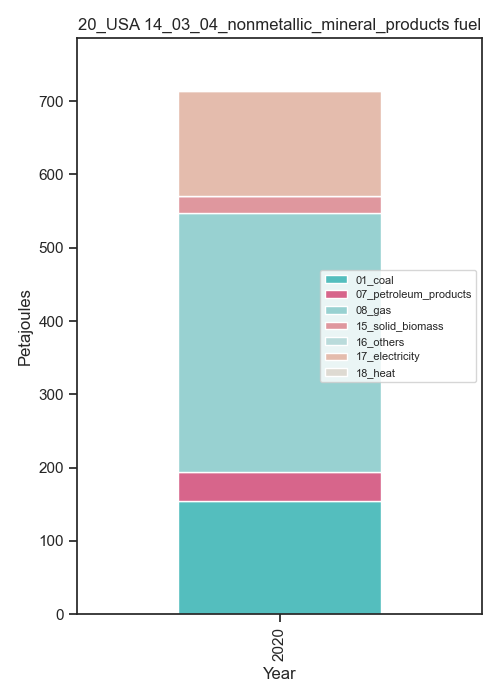 20_USA 14_03_04_nonmetallic_mineral_products fuel
700
600
500
400
300
200
100
0
Petajoules
01_coal
07_petroleum_products
08_gas
15_solid_biomass
16_others
17_electricity
18_heat
2020
Year